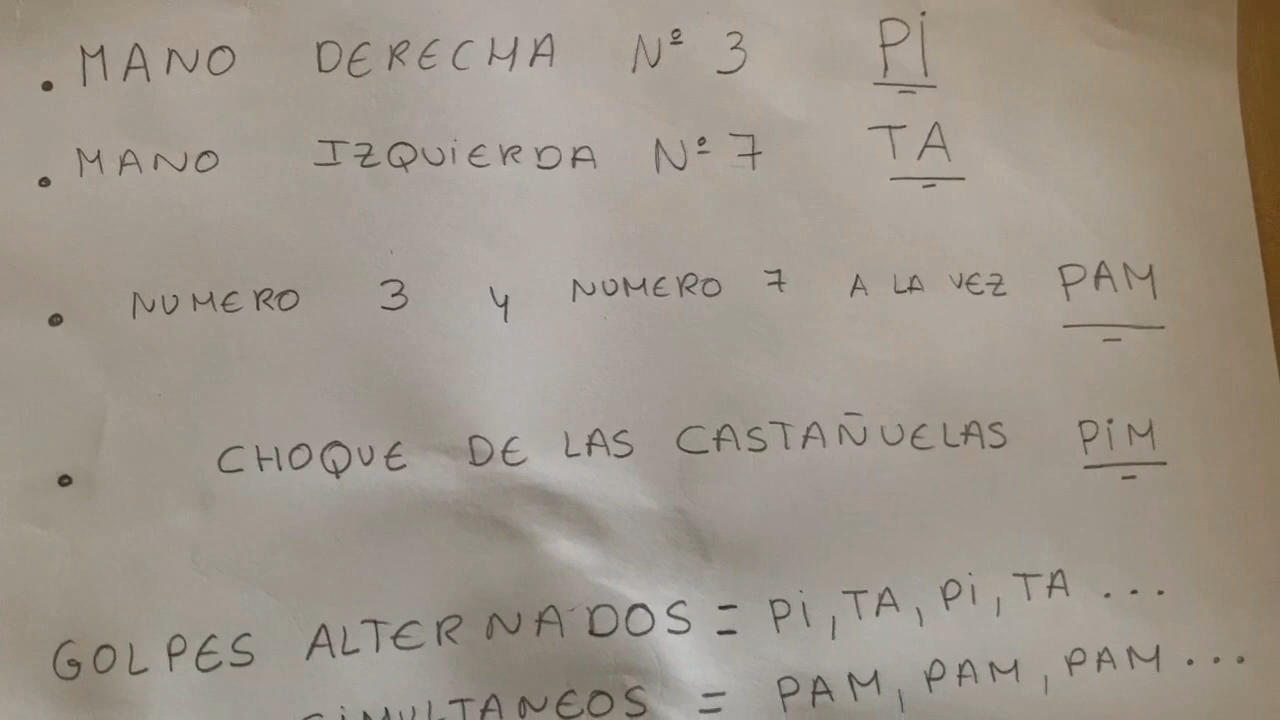 . MANO DERECHA Nº 3 Pi
. MANO IZQUiERDA Nº 7 TA
. NUMERO 3 y NUMERO 7 A LA VEZ PAM
. CHOQUE DE LAS CASTAÑUELAS PiM
GOLPES ALTERNADOS = Pi, TA, Pi, TA ...
SiMULTANEOS = PAM, PAM, PAM ...